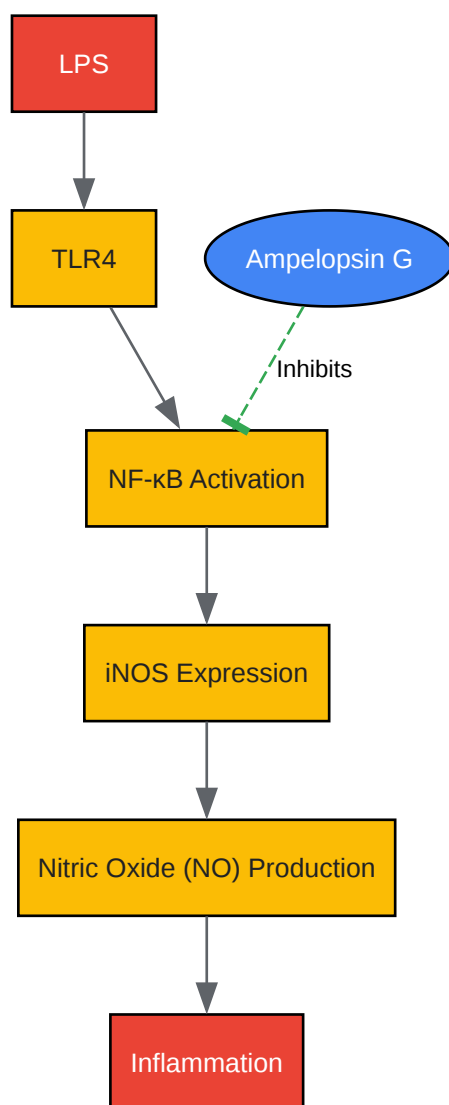 LPS
TLR4
Ampelopsin G
Inhibits
NF-κB Activation
iNOS Expression
Nitric Oxide (NO) Production
Inflammation